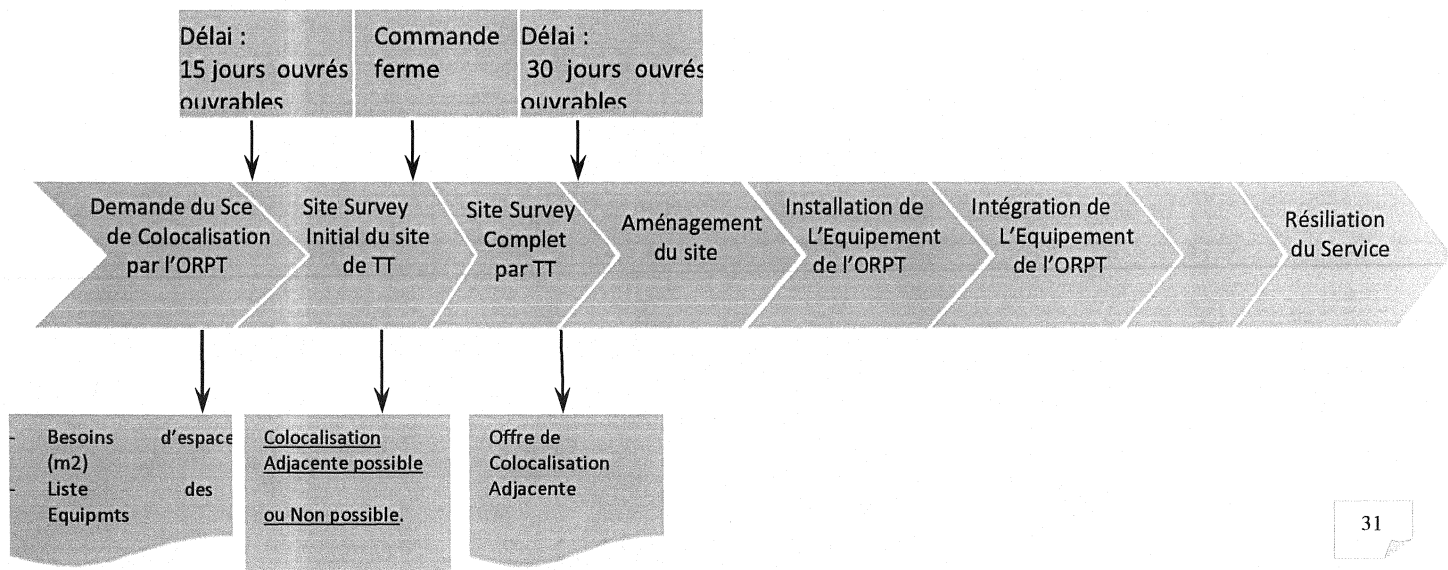 Délai :
15 jours ouvrés
ouvrables
Commande
ferme
Délai :
30 jours ouvrés
ouvrables
Demande du Sce
de Colocalisation
par l'ORPT
Site Survey
Initial du site
de TT
Site Survey
Complet
par TT
Aménagement
du site
Installation de
L'Equipement
de l'ORPT
Intégration de
L'Equipement
de l'ORPT
Résiliation
du Service
- Besoins d'espace
(m2)
- Liste des
Equipmts
Colocalisation
Adjacente possible
ou Non possible.
Offre de
Colocalisation
Adjacente
31